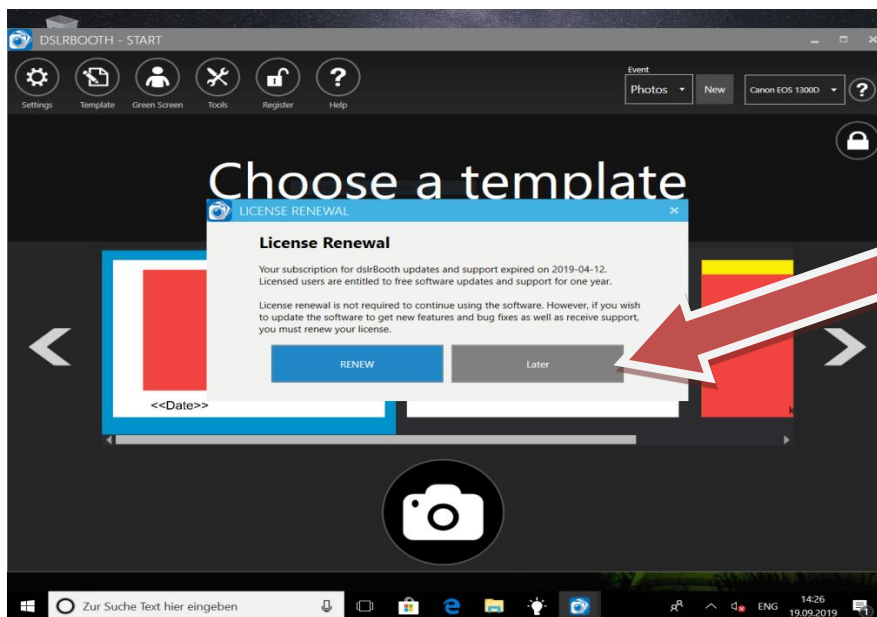 DSLRBOOTH - START
Settings
Template
Green Screen
Tools
Register
Help
Event
Photos
New
Canon EOS 1300D
Choose a template
LICENSE RENEWAL
License Renewal
Your subscription for dslrBooth updates and support expired on 2019-04-12.
Licensed users are entitled to free software updates and support for one year.
License renewal is not required to continue using the software. However, if you wish
to update the software to get new features and bug fixes as well as receive support,
you must renew your license.
RENEW
Later
<<Date>>
k
Zur Suche Text hier eingeben
ENG
14:26
19.09.2019
1